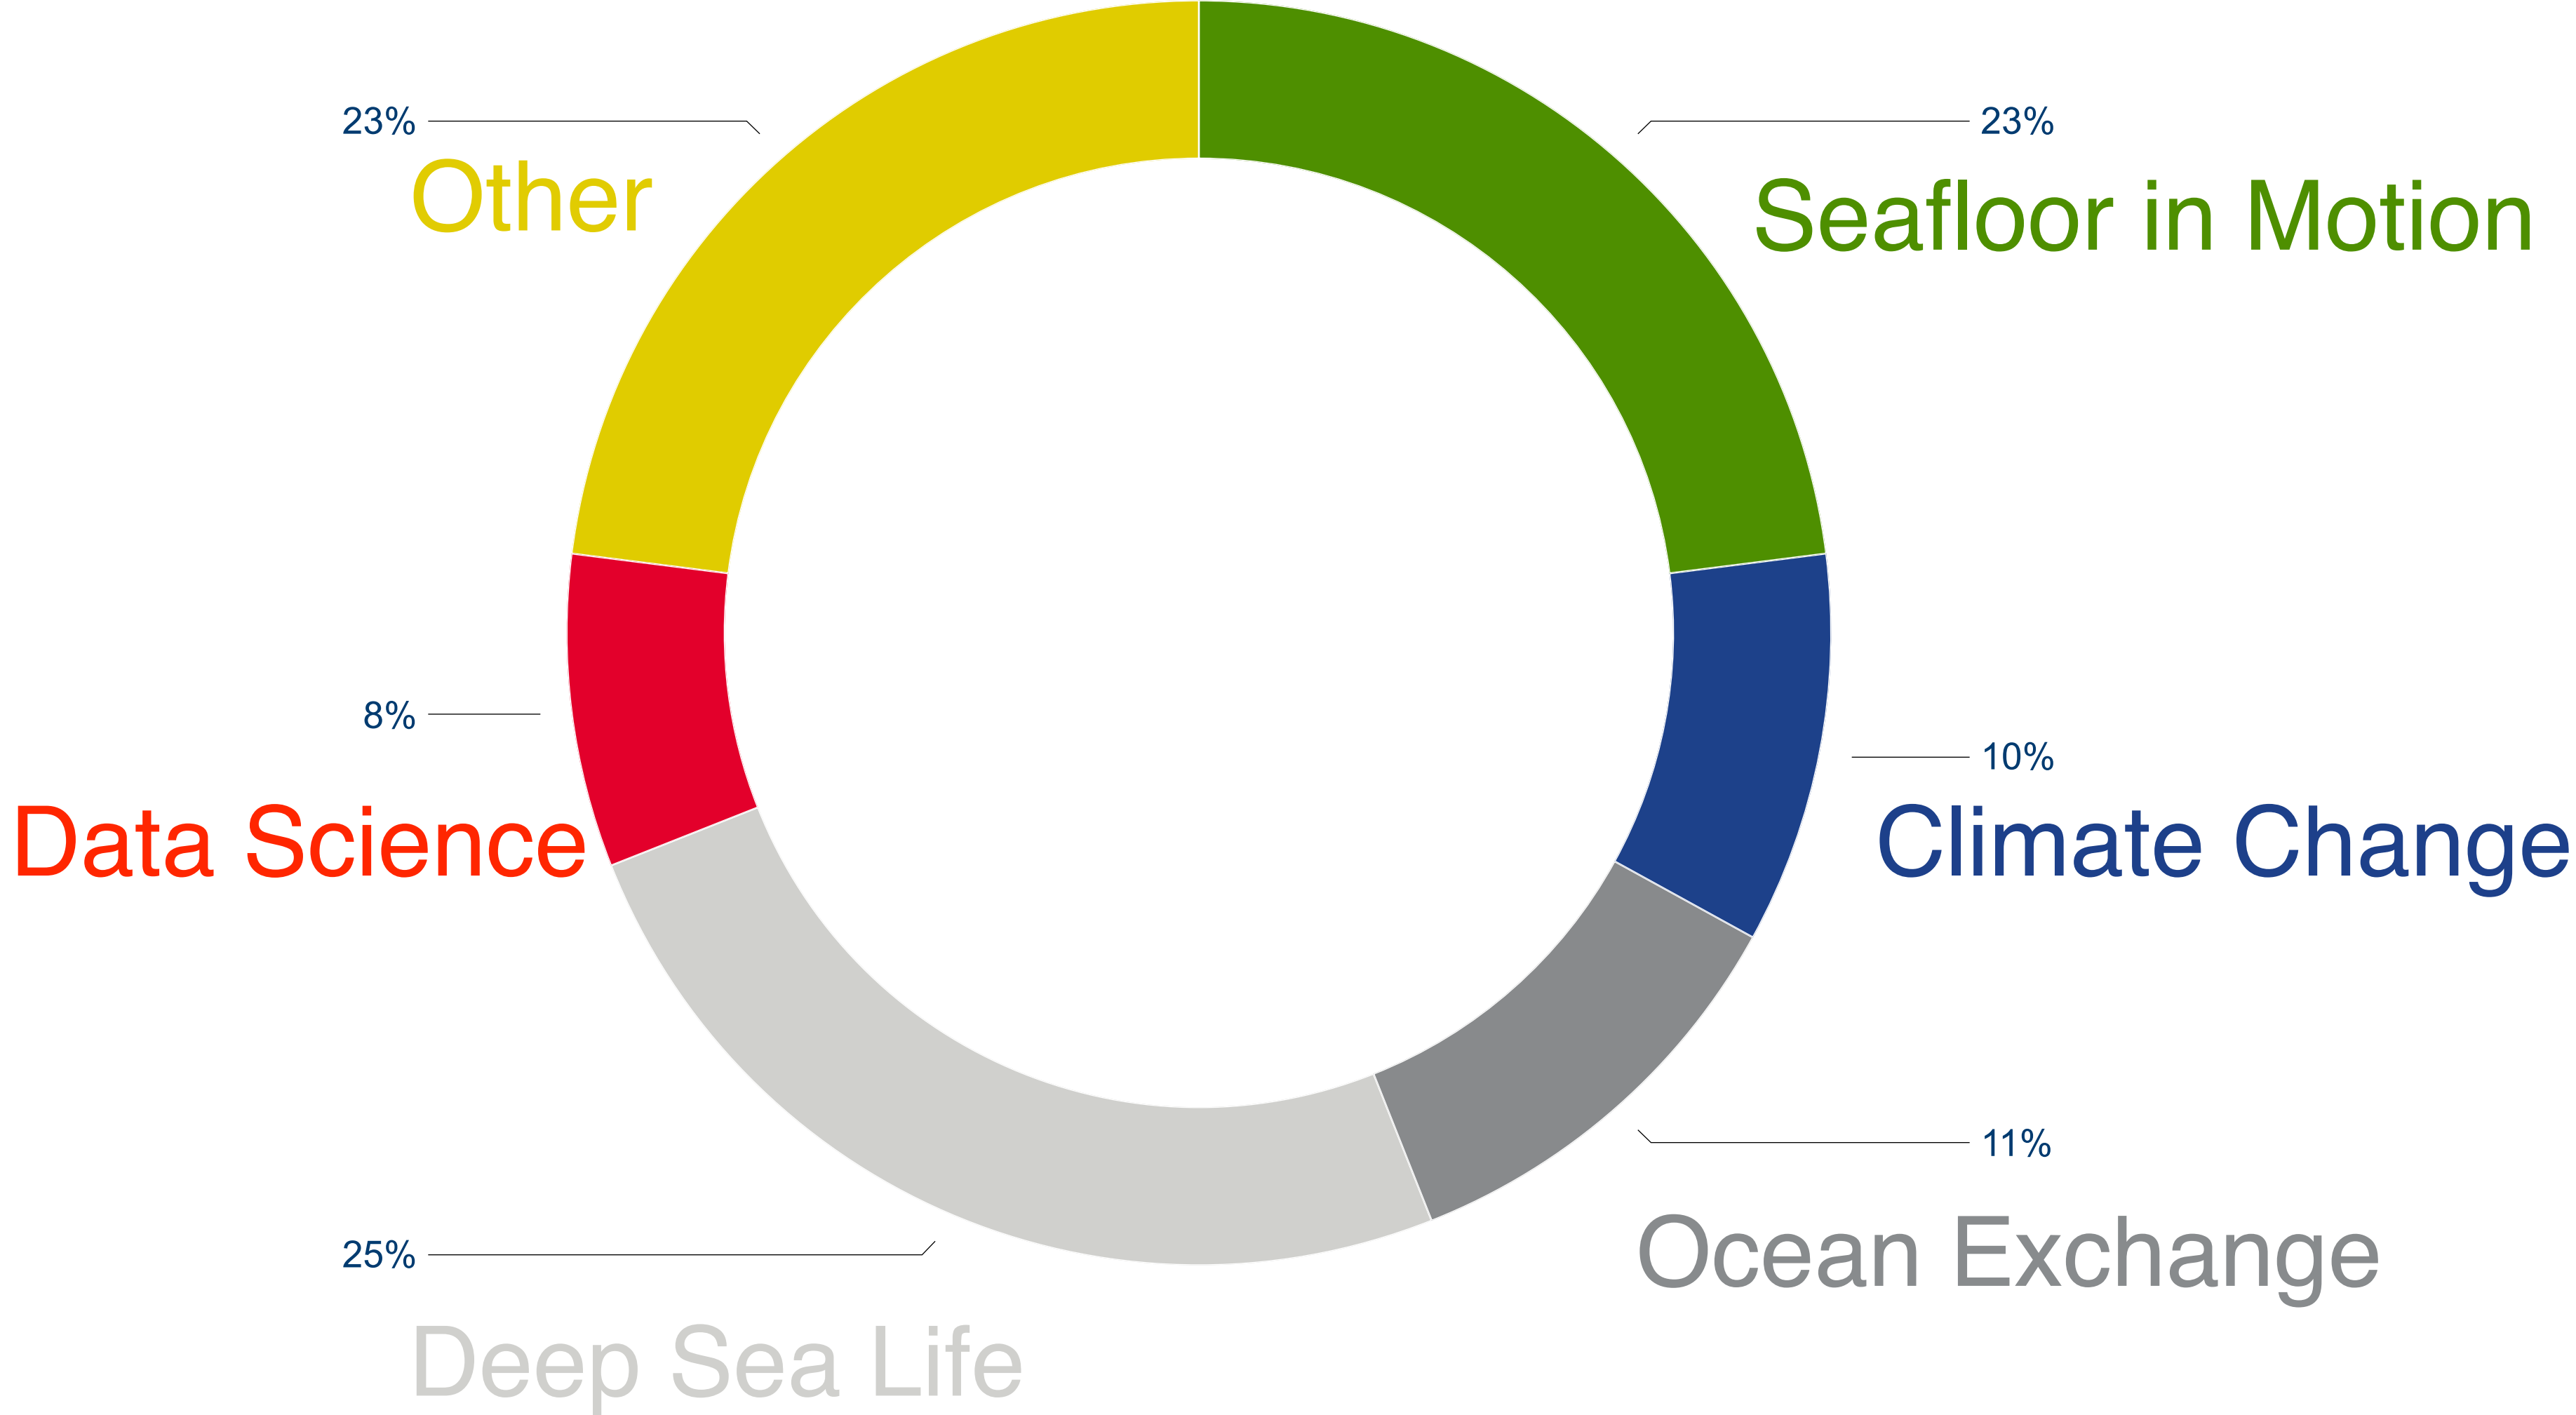 23%
Other
23%
Seafloor in Motion
8%
Data Science
10%
Climate Change
11%
Ocean Exchange
25%
Deep Sea Life